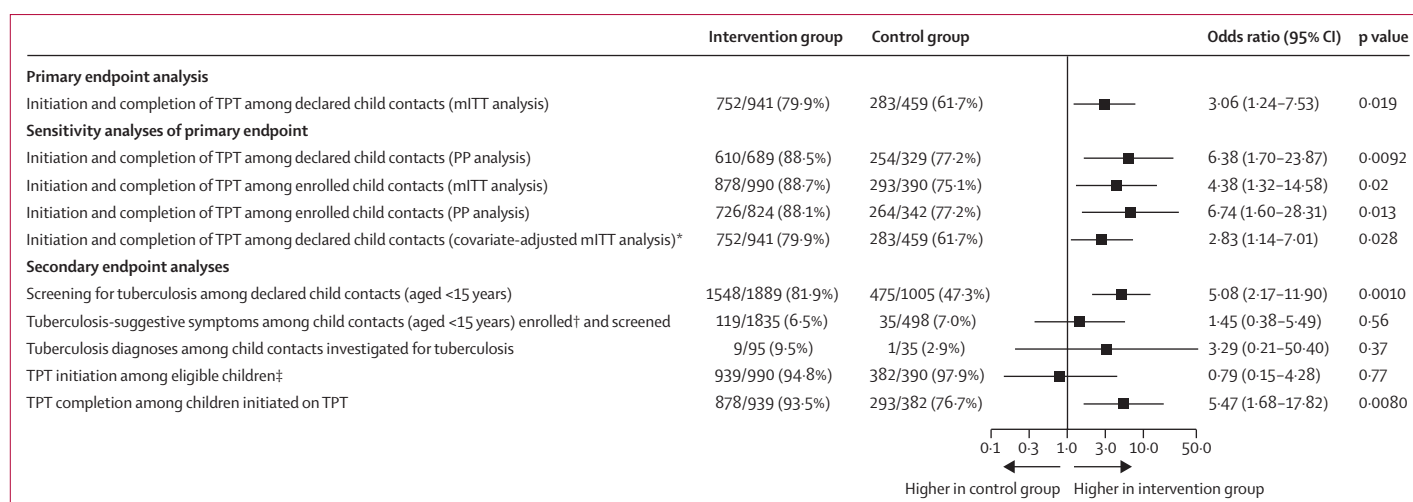 Intervention group Control group Odds ratio (95% CI) p value
Primary endpoint analysis
Initiation and completion of TPT among declared child contacts (mITT analysis) 752/941 (79·9%) 283/459 (61·7%) 3·06 (1·24–7·53) 0·019
Sensitivity analyses of primary endpoint
Initiation and completion of TPT among declared child contacts (PP analysis) 610/689 (88·5%) 254/329 (77·2%) 6·38 (1·70–23·87) 0·0092
Initiation and completion of TPT among enrolled child contacts (mITT analysis) 878/990 (88·7%) 293/390 (75·1%) 4·38 (1·32–14·58) 0·02
Initiation and completion of TPT among enrolled child contacts (PP analysis) 726/824 (88·1%) 264/342 (77·2%) 6·74 (1·60–28·31) 0·013
Initiation and completion of TPT among declared child contacts (covariate-adjusted mITT analysis)* 752/941 (79·9%) 283/459 (61·7%) 2·83 (1·14–7·01) 0·028
Secondary endpoint analyses
Screening for tuberculosis among declared child contacts (aged <15 years) 1548/1889 (81·9%) 475/1005 (47·3%) 5·08 (2·17–11·90) 0·0010
Tuberculosis-suggestive symptoms among child contacts (aged <15 years) enrolled† and screened 119/1835 (6·5%) 35/498 (7·0%) 1·45 (0·38–5·49) 0·56
Tuberculosis diagnoses among child contacts investigated for tuberculosis 9/95 (9·5%) 1/35 (2·9%) 3·29 (0·21–50·40) 0·37
TPT initiation among eligible children‡ 939/990 (94·8%) 382/390 (97·9%) 0·79 (0·15–4·28) 0·77
TPT completion among children initiated on TPT 878/939 (93·5%) 293/382 (76·7%) 5·47 (1·68–17·82) 0·0080
0·1 0·3 1·0 3·0 10·0 50·0
Higher in control group Higher in intervention group